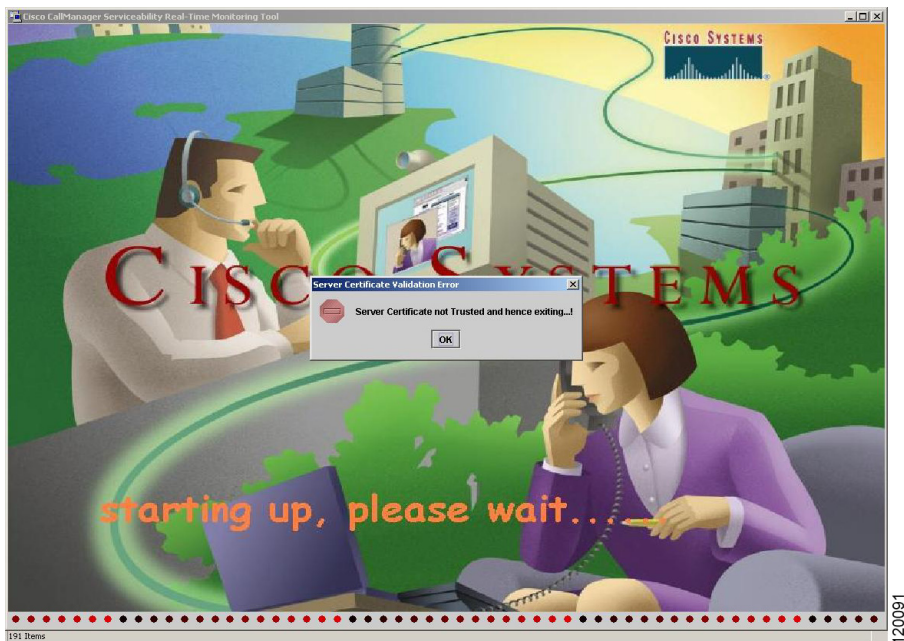 Cisco CallManager Serviceability Real-Time Monitoring Tool
CISCO SYSTEMS
CISCO SYSTEMS
Server Certificate Validation Error
Server Certificate not Trusted and hence exiting...!
OK
starting up, please wait......
191 Items
120091